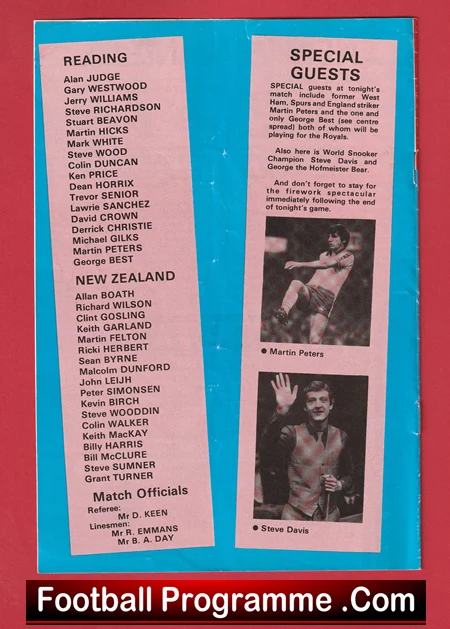 READING
Alan JUDGE
Gary WESTWOOD
Jerry WILLIAMS
Steve RICHARDSON
Stuart BEAVON
Martin HICKS
Mark WHITE
Steve WOOD
Colin DUNCAN
Ken PRICE
Dean HORRIX
Trevor SENIOR
Lawrie SANCHEZ
David CROWN
Derrick CHRISTIE
Michael GILKS
Martin PETERS
George BEST
NEW ZEALAND
Allan BOATH
Richard WILSON
Clint GOSLING
Keith GARLAND
Martin FELTON
Ricki HERBERT
Sean BYRNE
Malcolm DUNFORD
John LEIJH
Peter SIMONSEN
Kevin BIRCH
Steve WOODDIN
Colin WALKER
Keith MacKAY
Billy HARRIS
Bill McCLURE
Steve SUMNER
Grant TURNER
Match Officials
Referee:
Mr D. KEEN
Linesmen:
Mr R. EMMANS
Mr B. A. DAY
SPECIAL
GUESTS
SPECIAL guests at tonight's
match include former West
Ham, Spurs and England striker
Martin Peters and the one and
only George Best (see centre
spread) both of whom will be
playing for the Royals.
Also here is World Snooker
Champion Steve Davis and
George the Hofmeister Bear.
And don't forget to stay for
the firework spectacular
immediately following the end
of tonight's game.
● Martin Peters
● Steve Davis
Football Programme .Com